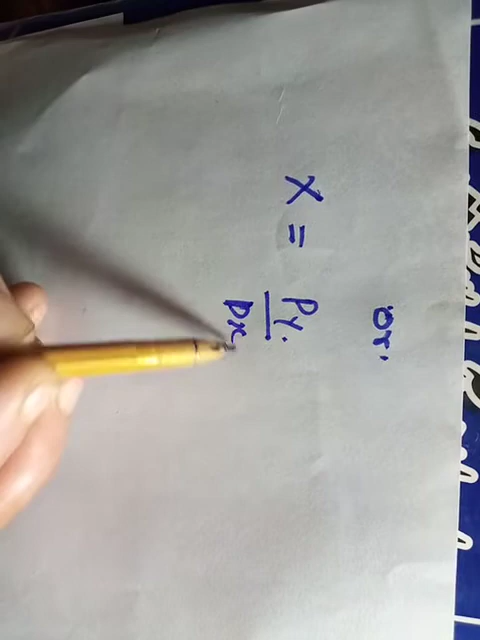 or.
X = Py. / Px